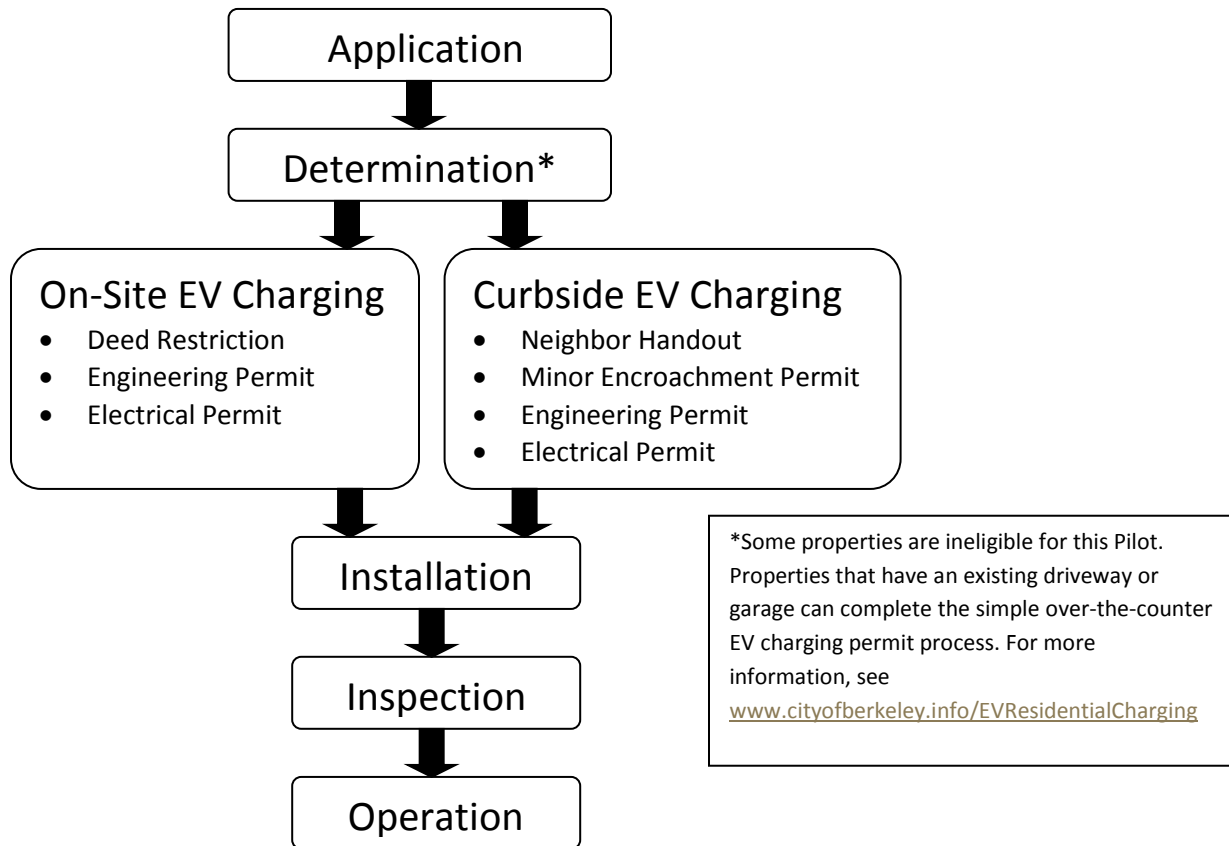 Application
Determination*
On-Site EV Charging
• Deed Restriction
• Engineering Permit
• Electrical Permit
Curbside EV Charging
• Neighbor Handout
• Minor Encroachment Permit
• Engineering Permit
• Electrical Permit
Installation
Inspection
Operation
*Some properties are ineligible for this Pilot.
Properties that have an existing driveway or
garage can complete the simple over-the-counter
EV charging permit process. For more
information, see
www.cityofberkeley.info/EVResidentialCharging